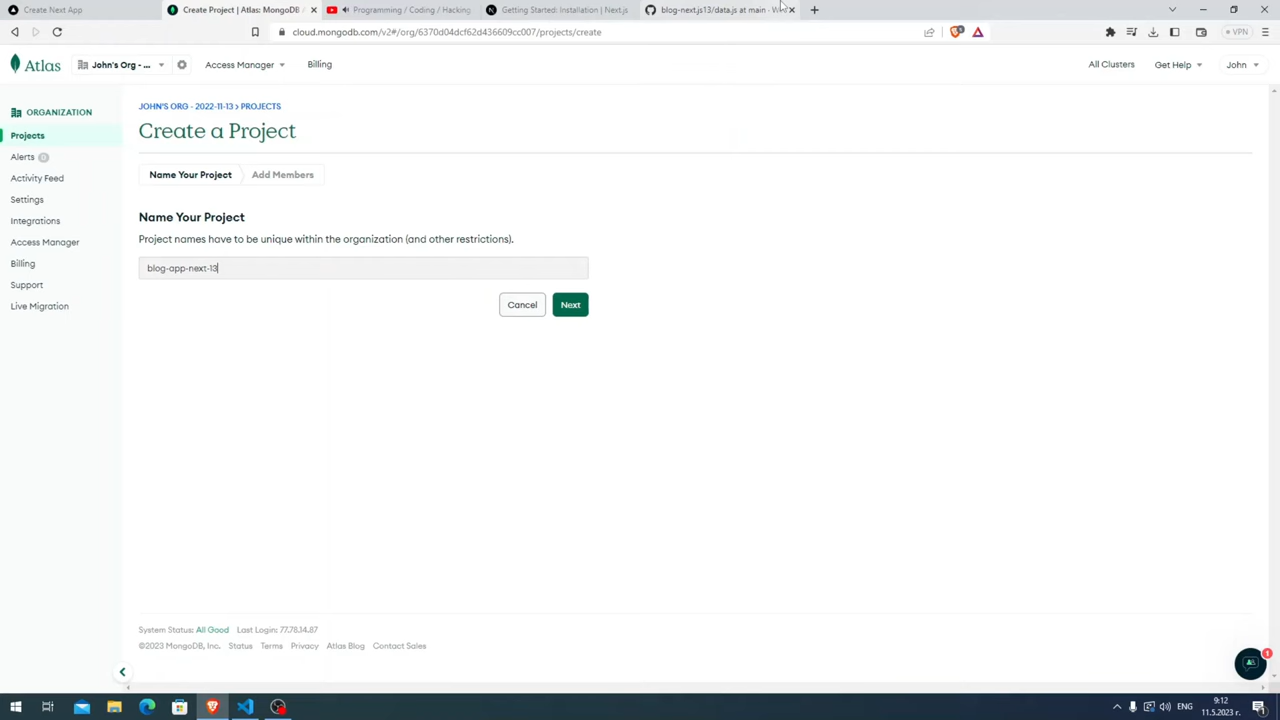 Create Next App
Create Project | Atlas: MongoDB A
Programming / Coding / Hacking
Getting Started: Installation | Next.js
blog-next.js13/data.js at main · W
cloud.mongodb.com/v2#/org/6370d04dcf62d436609cc007/projects/create
VPN
Atlas
John's Org - ...
Access Manager
Billing
All Clusters
Get Help
John
ORGANIZATION
Projects
Alerts 0
Activity Feed
Settings
Integrations
Access Manager
Billing
Support
Live Migration
JOHN'S ORG - 2022-11-13 > PROJECTS
Create a Project
Name Your Project
Add Members
Name Your Project
Project names have to be unique within the organization (and other restrictions).
blog-app-next-13
Cancel
Next
System Status: All Good Last Login: 77.78.14.87
©2023 MongoDB, Inc. Status Terms Privacy Atlas Blog Contact Sales
1
ENG
9:12
11.5.2023 г.
1